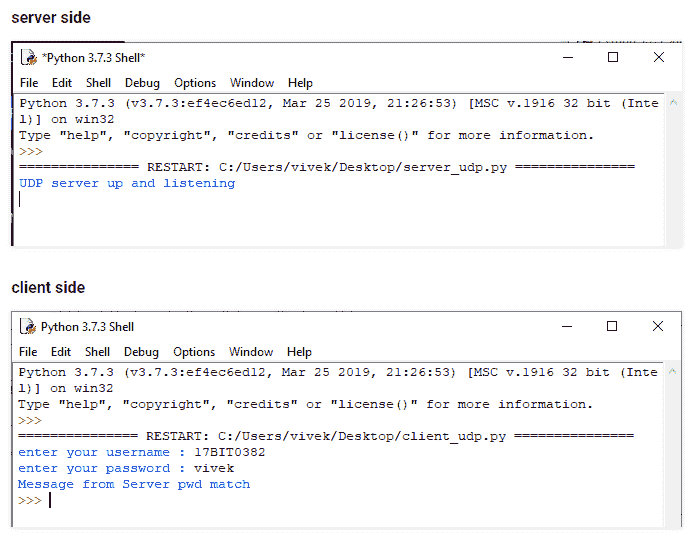 server side
*Python 3.7.3 Shell*
File Edit Shell Debug Options Window Help
Python 3.7.3 (v3.7.3:ef4ec6ed12, Mar 25 2019, 21:26:53) [MSC v.1916 32 bit (Inte
l)] on win32
Type "help", "copyright", "credits" or "license()" for more information.
>>>
=============== RESTART: C:/Users/vivek/Desktop/server_udp.py ===============
UDP server up and listening
client side
Python 3.7.3 Shell
File Edit Shell Debug Options Window Help
Python 3.7.3 (v3.7.3:ef4ec6ed12, Mar 25 2019, 21:26:53) [MSC v.1916 32 bit (Inte
l)] on win32
Type "help", "copyright", "credits" or "license()" for more information.
>>>
=============== RESTART: C:/Users/vivek/Desktop/client_udp.py ===============
enter your username : 17BIT0382
enter your password : vivek
Message from Server pwd match
>>>